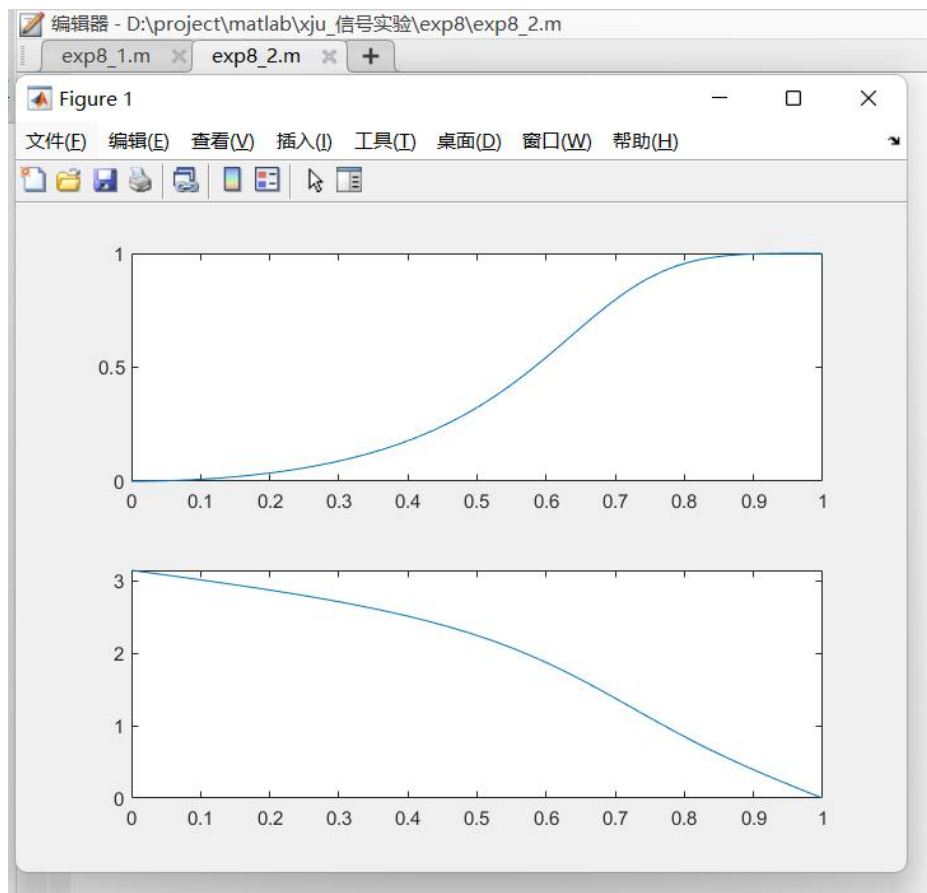 编辑器 - D:\project\matlab\xju_信号实验\exp8\exp8_2.m
exp8_1.m exp8_2.m
Figure 1
文件(F) 编辑(E) 查看(V) 插入(I) 工具(T) 桌面(D) 窗口(W) 帮助(H)
1
0.5
0
0 0.1 0.2 0.3 0.4 0.5 0.6 0.7 0.8 0.9 1
3
2
1
0
0 0.1 0.2 0.3 0.4 0.5 0.6 0.7 0.8 0.9 1